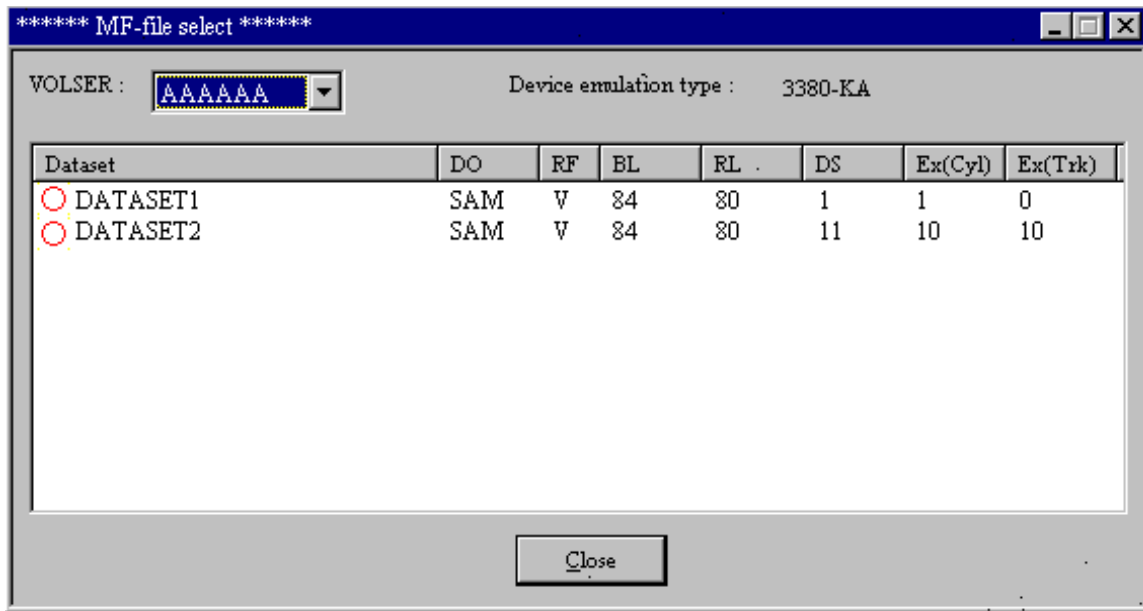 ****** MF-file select ******
VOLSER : AAAAAA Device emulation type : 3380-KA
Dataset DO RF BL RL DS Ex(Cyl) Ex(Trk)
DATASET1 SAM V 84 80 1 1 0
DATASET2 SAM V 84 80 11 10 10
Close